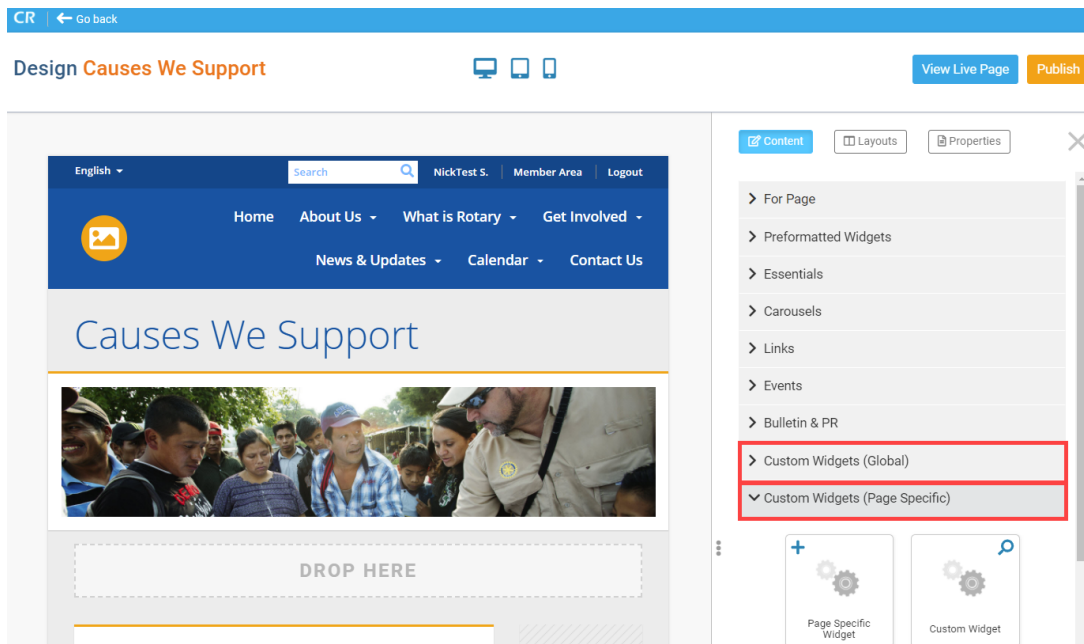 CR Go back
Design Causes We Support
View Live Page Publish
Content Layouts Properties
English Search NickTest S. Member Area Logout
Home About Us What is Rotary Get Involved
News & Updates Calendar Contact Us
Causes We Support
DROP HERE
For Page
Preformatted Widgets
Essentials
Carousels
Links
Events
Bulletin & PR
Custom Widgets (Global)
Custom Widgets (Page Specific)
Page Specific
Widget
Custom Widget